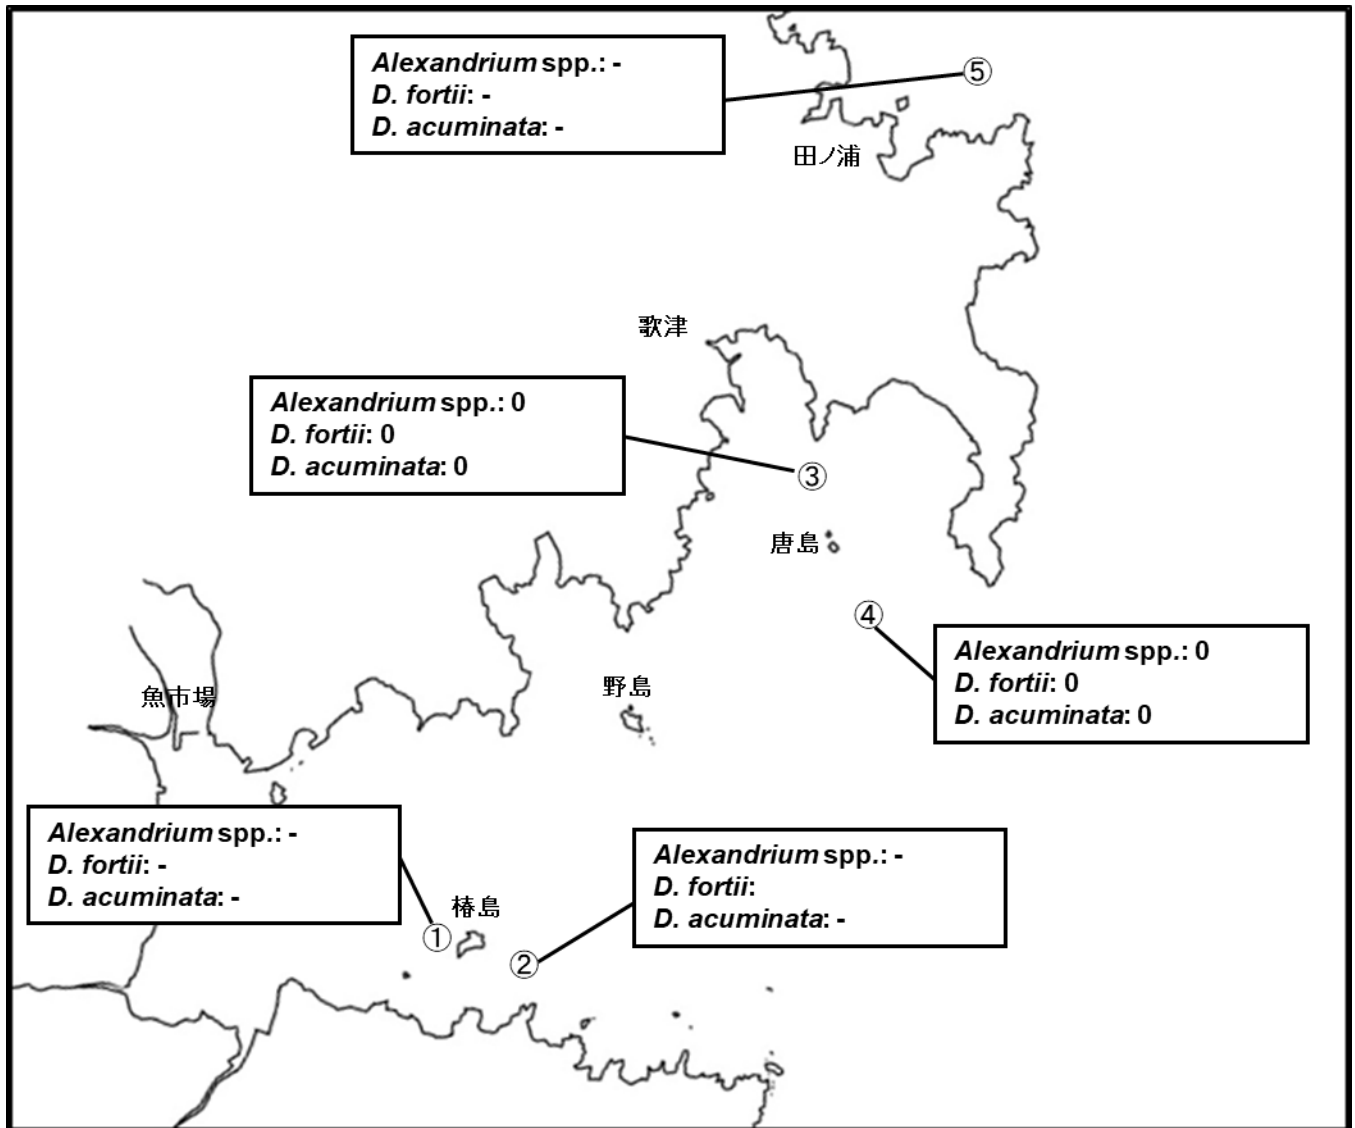 Alexandrium spp.: -
D. fortii: -
D. acuminata: -
⑤
田ノ浦
歌津
Alexandrium spp.: 0
D. fortii: 0
D. acuminata: 0
③
唐島
④
Alexandrium spp.: 0
D. fortii: 0
D. acuminata: 0
野島
魚市場
Alexandrium spp.: -
D. fortii: -
D. acuminata: -
①
椿島
②
Alexandrium spp.: -
D. fortii:
D. acuminata: -